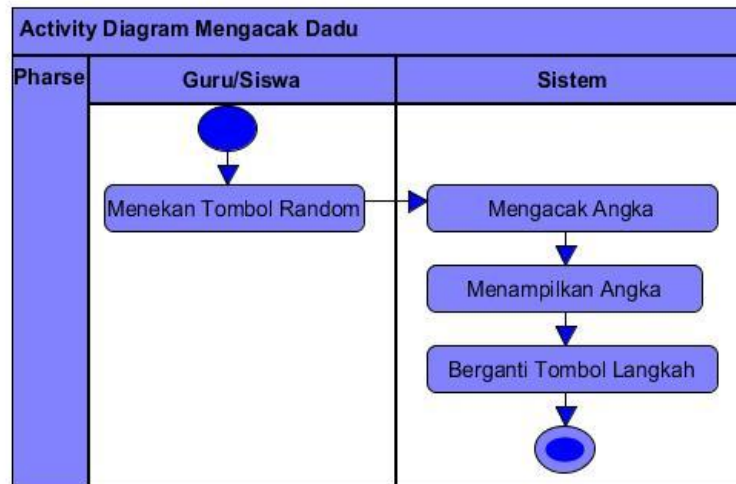 Activity Diagram Mengacak Dadu
Pharse
Guru/Siswa
Sistem
Menekan Tombol Random
Mengacak Angka
Menampilkan Angka
Berganti Tombol Langkah